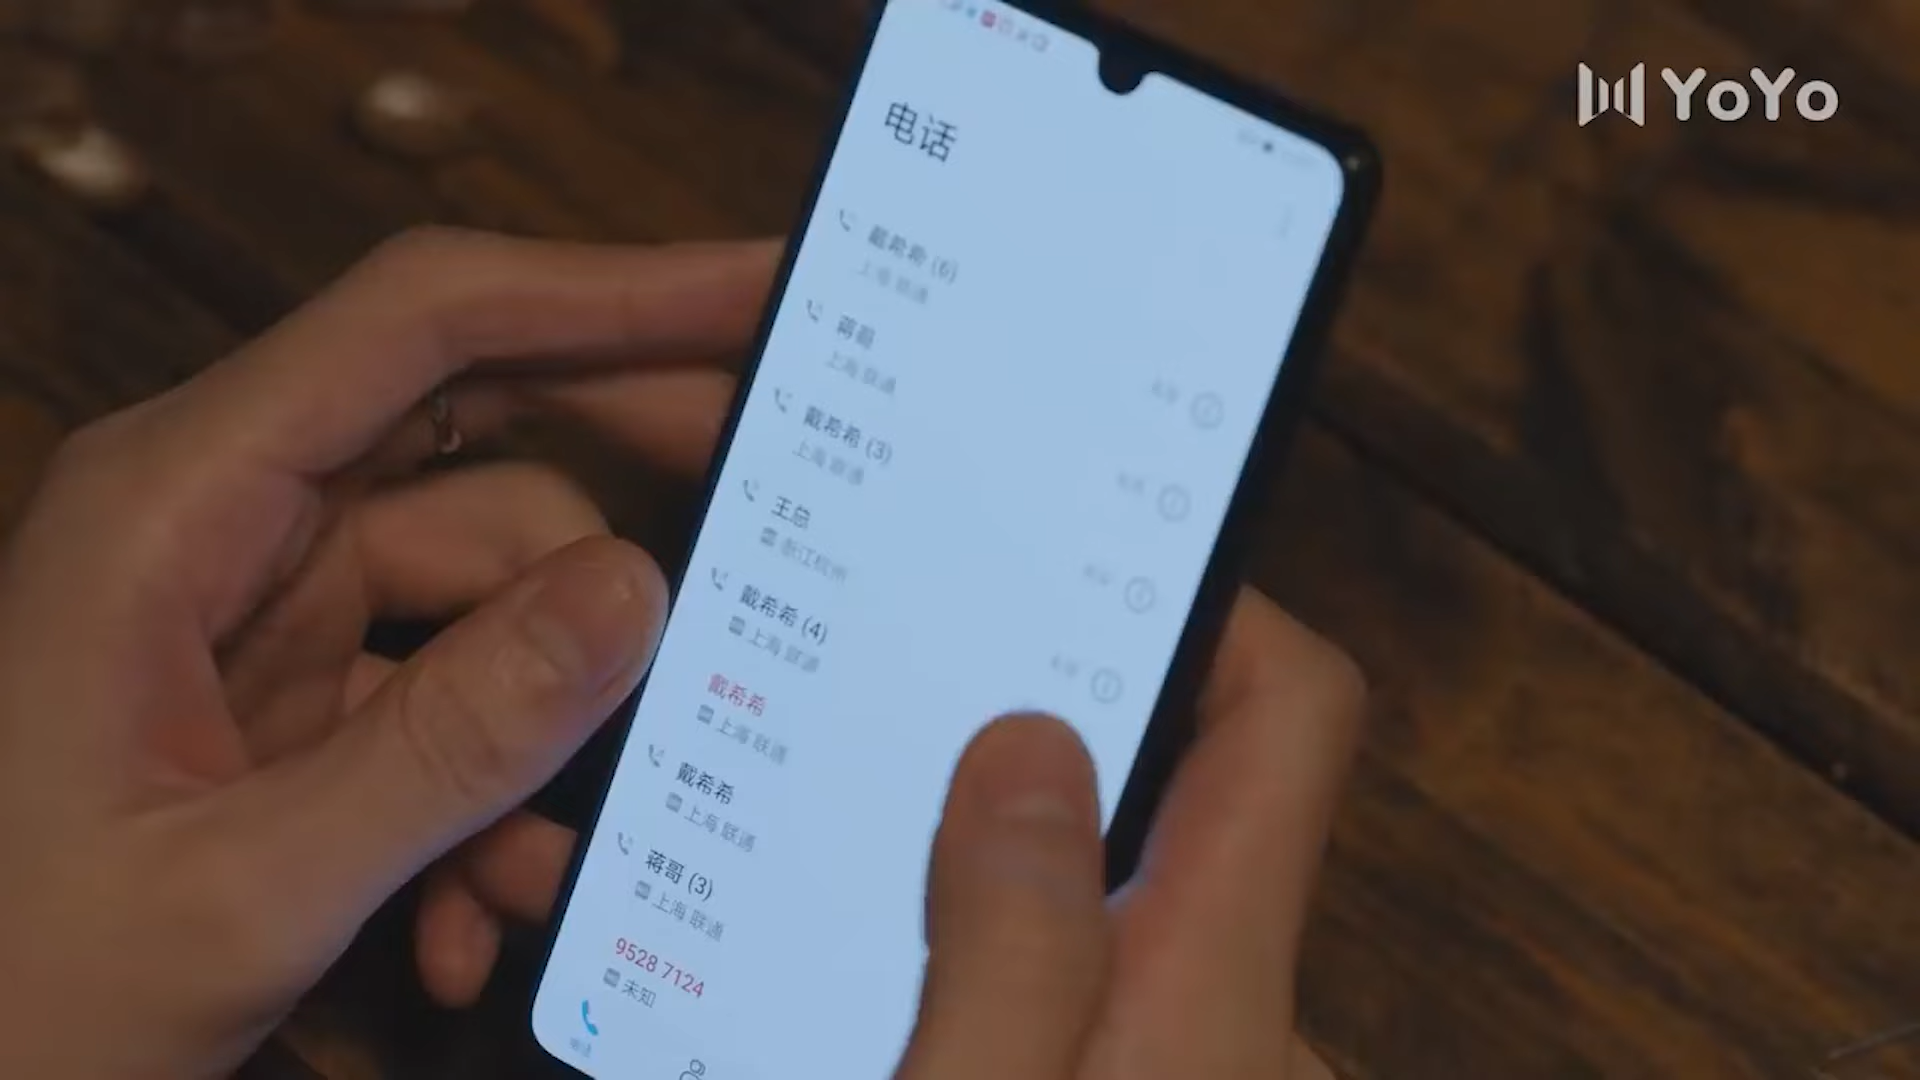 YoYo
电话
戴希希 (6)
上海 联通
蒋哥
上海 联通
戴希希 (3)
上海 联通
王总
浙江杭州
戴希希 (4)
上海 联通
戴希希
上海 联通
戴希希
上海 联通
蒋哥 (3)
上海 联通
9528 7124
未知
电话